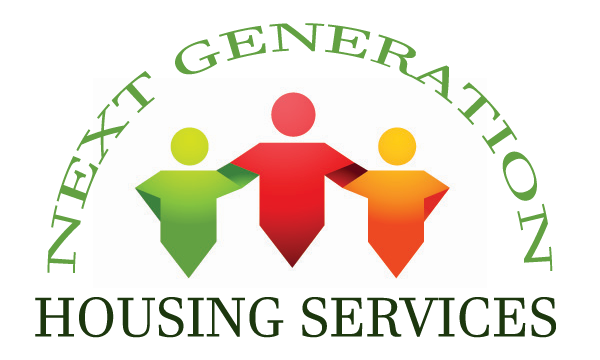 NEXT GENERATION
HOUSING SERVICES